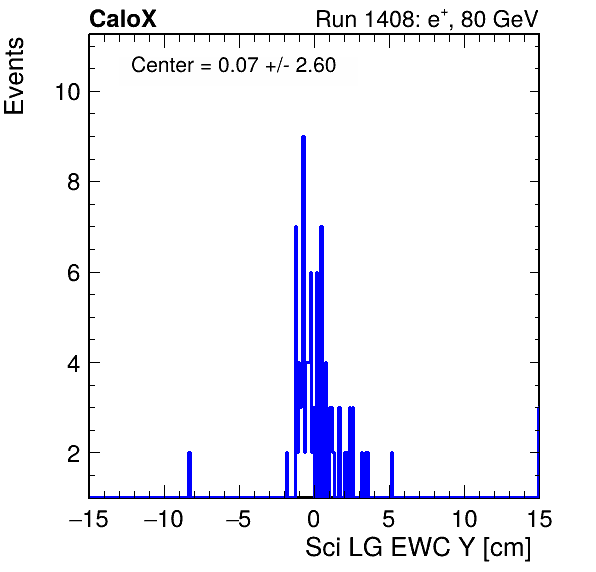 CaloX Run 1408: e⁺, 80 GeV
Events
Center = 0.07 +/- 2.60
10
8
6
4
2
−15 −10 −5 0 5 10 15
Sci LG EWC Y [cm]